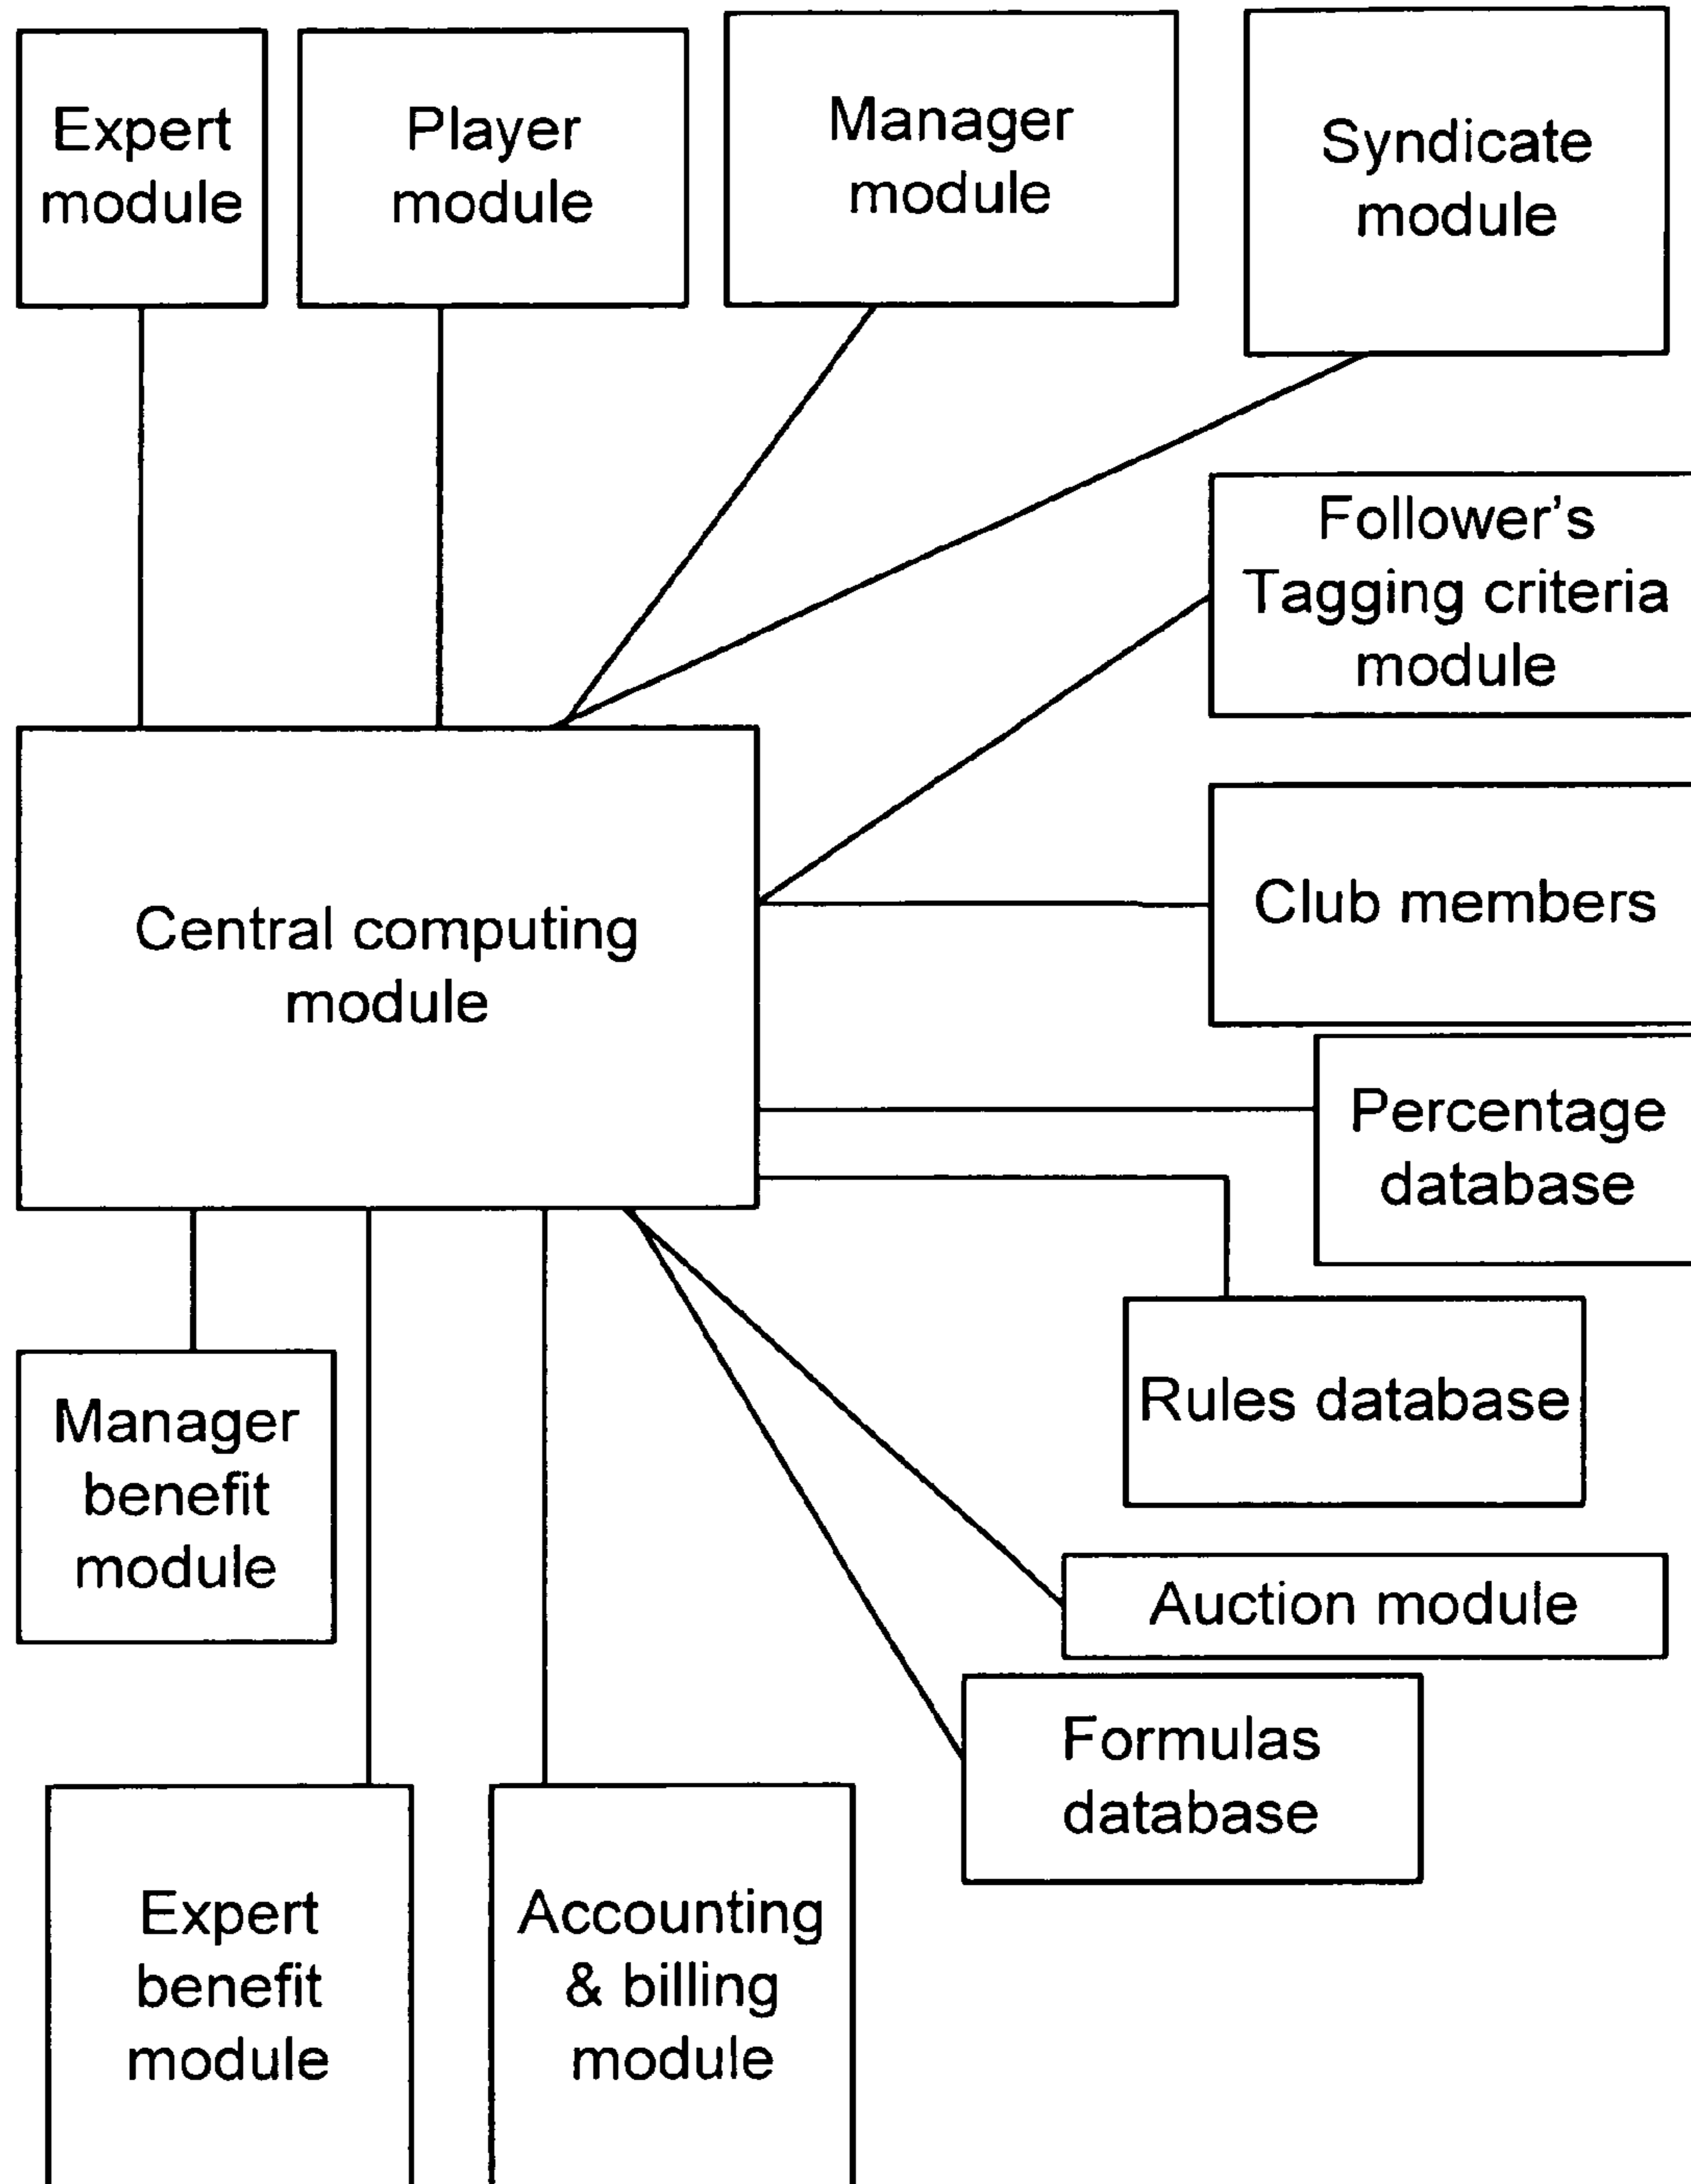 Expert
module
Player
module
Manager
module
Syndicate
module
Follower's
Tagging criteria
module
Central computing
module
Club members
Percentage
database
Rules database
Manager
benefit
module
Auction module
Formulas
database
Expert
benefit
module
Accounting
& billing
module